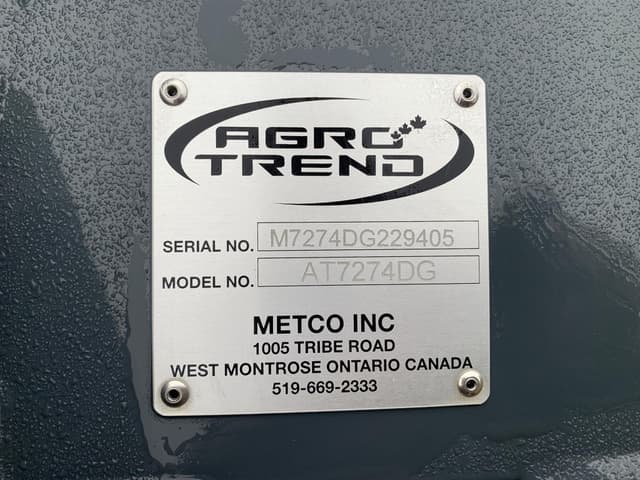 AGRO
TREND
SERIAL NO. M7274DG229405
MODEL NO. AT7274DG
METCO INC
1005 TRIBE ROAD
WEST MONTROSE ONTARIO CANADA
519-669-2333